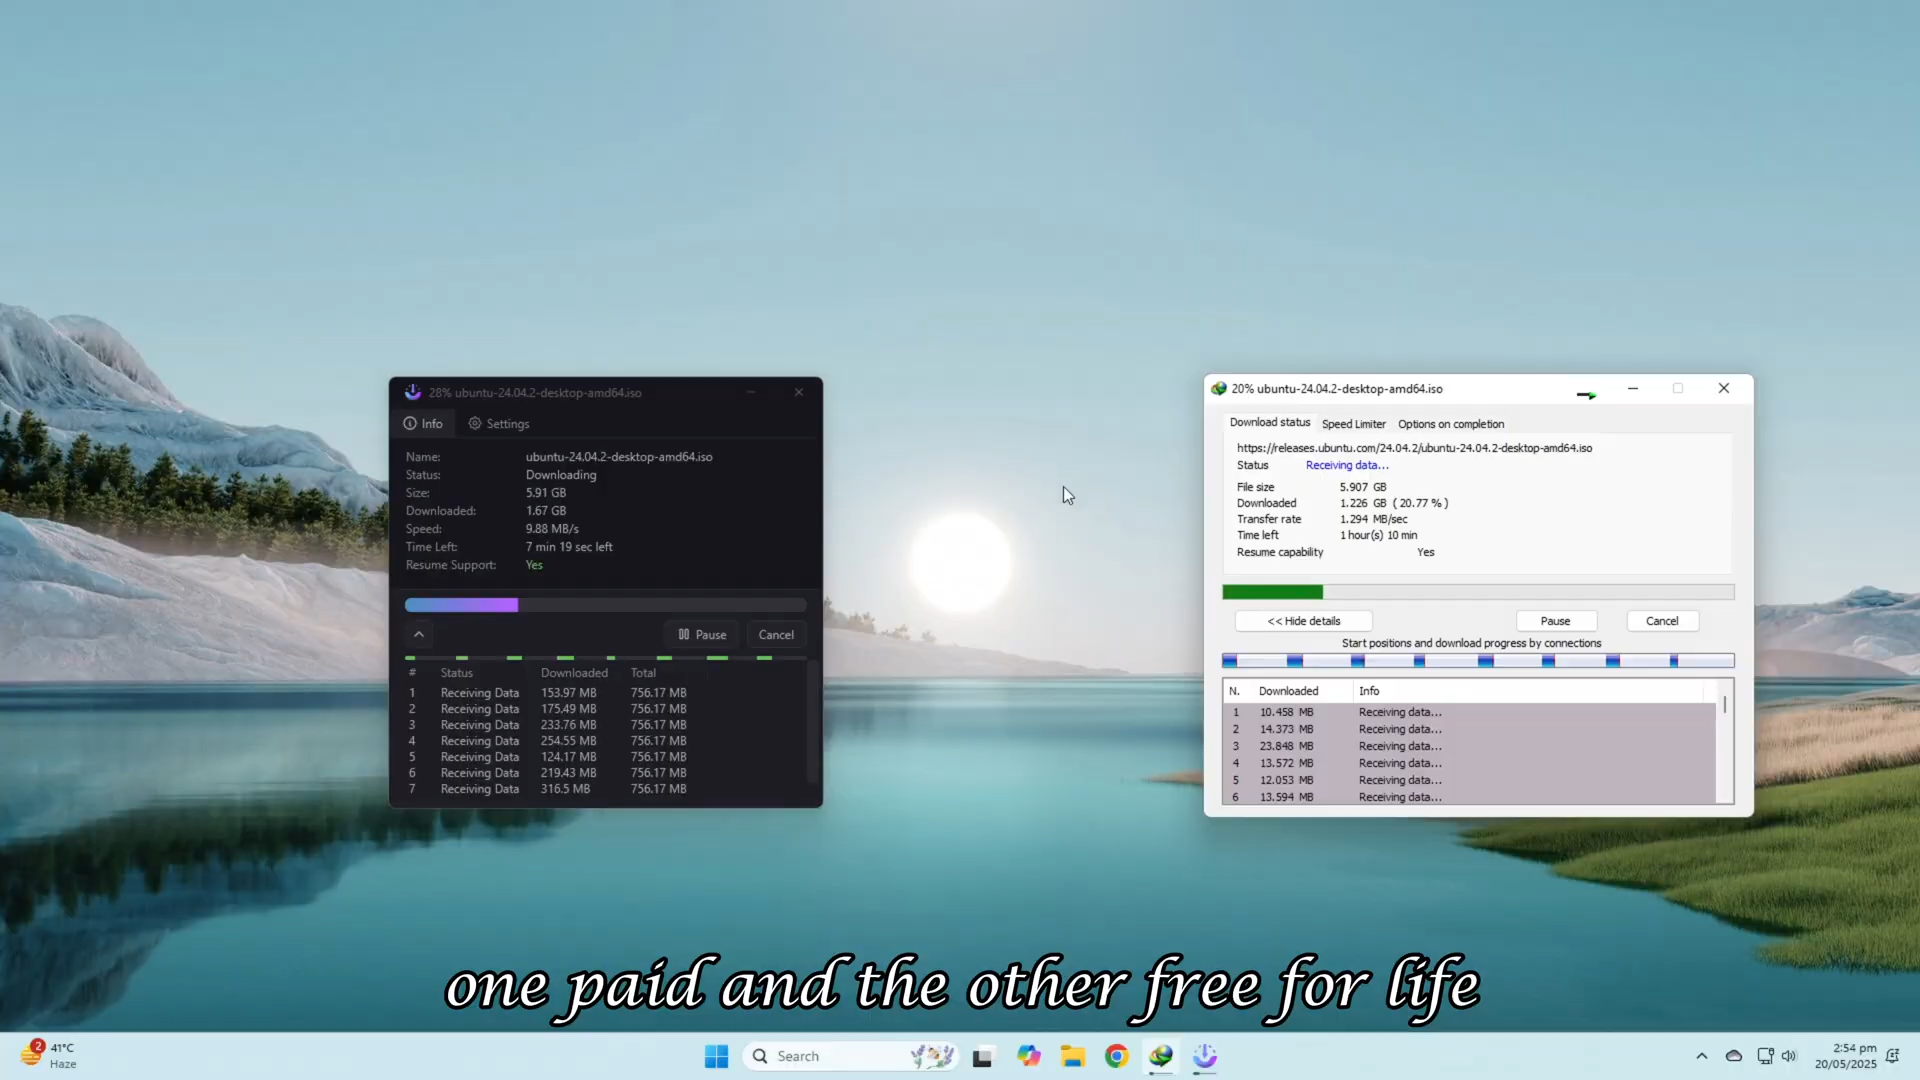 28% ubuntu-24.04.2-desktop-amd64.iso
Info Settings
Name: ubuntu-24.04.2-desktop-amd64.iso
Status: Downloading
Size: 5.91 GB
Downloaded: 1.67 GB
Speed: 9.88 MB/s
Time Left: 7 min 19 sec left
Resume Support: Yes
Pause Cancel
# Status Downloaded Total
1 Receiving Data 153.97 MB 756.17 MB
2 Receiving Data 175.49 MB 756.17 MB
3 Receiving Data 233.76 MB 756.17 MB
4 Receiving Data 254.55 MB 756.17 MB
5 Receiving Data 124.17 MB 756.17 MB
6 Receiving Data 219.43 MB 756.17 MB
7 Receiving Data 316.5 MB 756.17 MB
20% ubuntu-24.04.2-desktop-amd64.iso
Download status Speed Limiter Options on completion
https://releases.ubuntu.com/24.04.2/ubuntu-24.04.2-desktop-amd64.iso
Status Receiving data...
File size 5.907 GB
Downloaded 1.226 GB ( 20.77 % )
Transfer rate 1.294 MB/sec
Time left 1 hour(s) 10 min
Resume capability Yes
<< Hide details Pause Cancel
Start positions and download progress by connections
N. Downloaded Info
1 10.458 MB Receiving data...
2 14.373 MB Receiving data...
3 23.848 MB Receiving data...
4 13.572 MB Receiving data...
5 12.053 MB Receiving data...
6 13.594 MB Receiving data...
one paid and the other free for life
2 41°C
Haze
Search
2:54 pm
20/05/2025